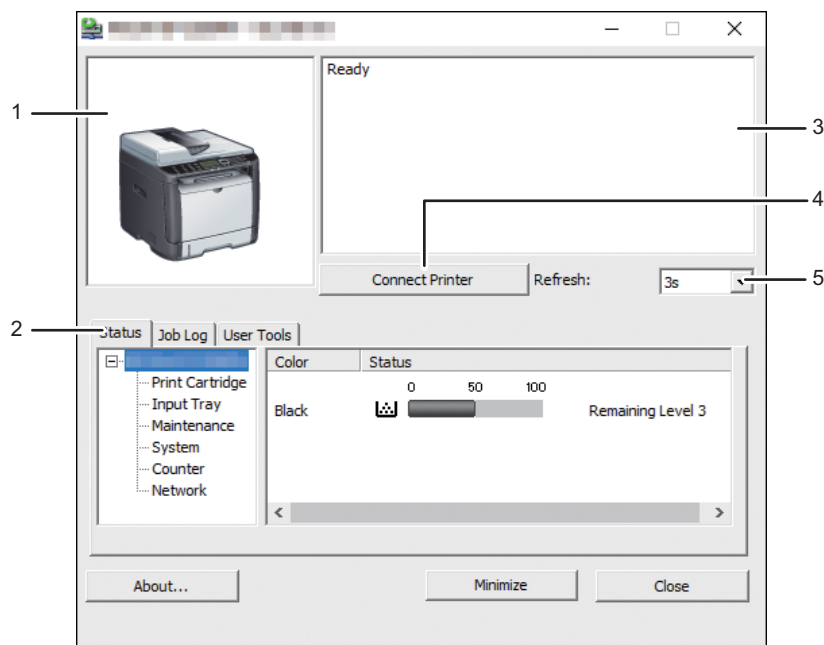 Ready
1
3
4
Connect Printer
Refresh:
3s
5
2
Status
Job Log
User Tools
Print Cartridge
Input Tray
Maintenance
System
Counter
Network
Color
Status
0
50
100
Black
Remaining Level 3
About...
Minimize
Close